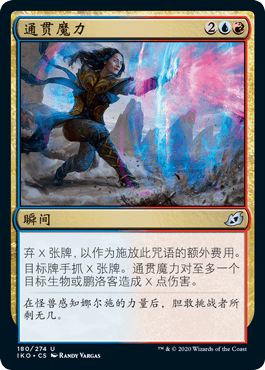 通贯魔力 2
瞬间
弃X张牌，以作为施放此咒语的额外费用。
目标牌手抓X张牌。通贯魔力对至多一个
目标生物或鹏洛客造成X点伤害。
在怪兽感知娜尔施的力量后，胆敢挑战者所
剩无几。
180/274 U
IKO • CS RANDY VARGAS
™ & © 2020 Wizards of the Coast